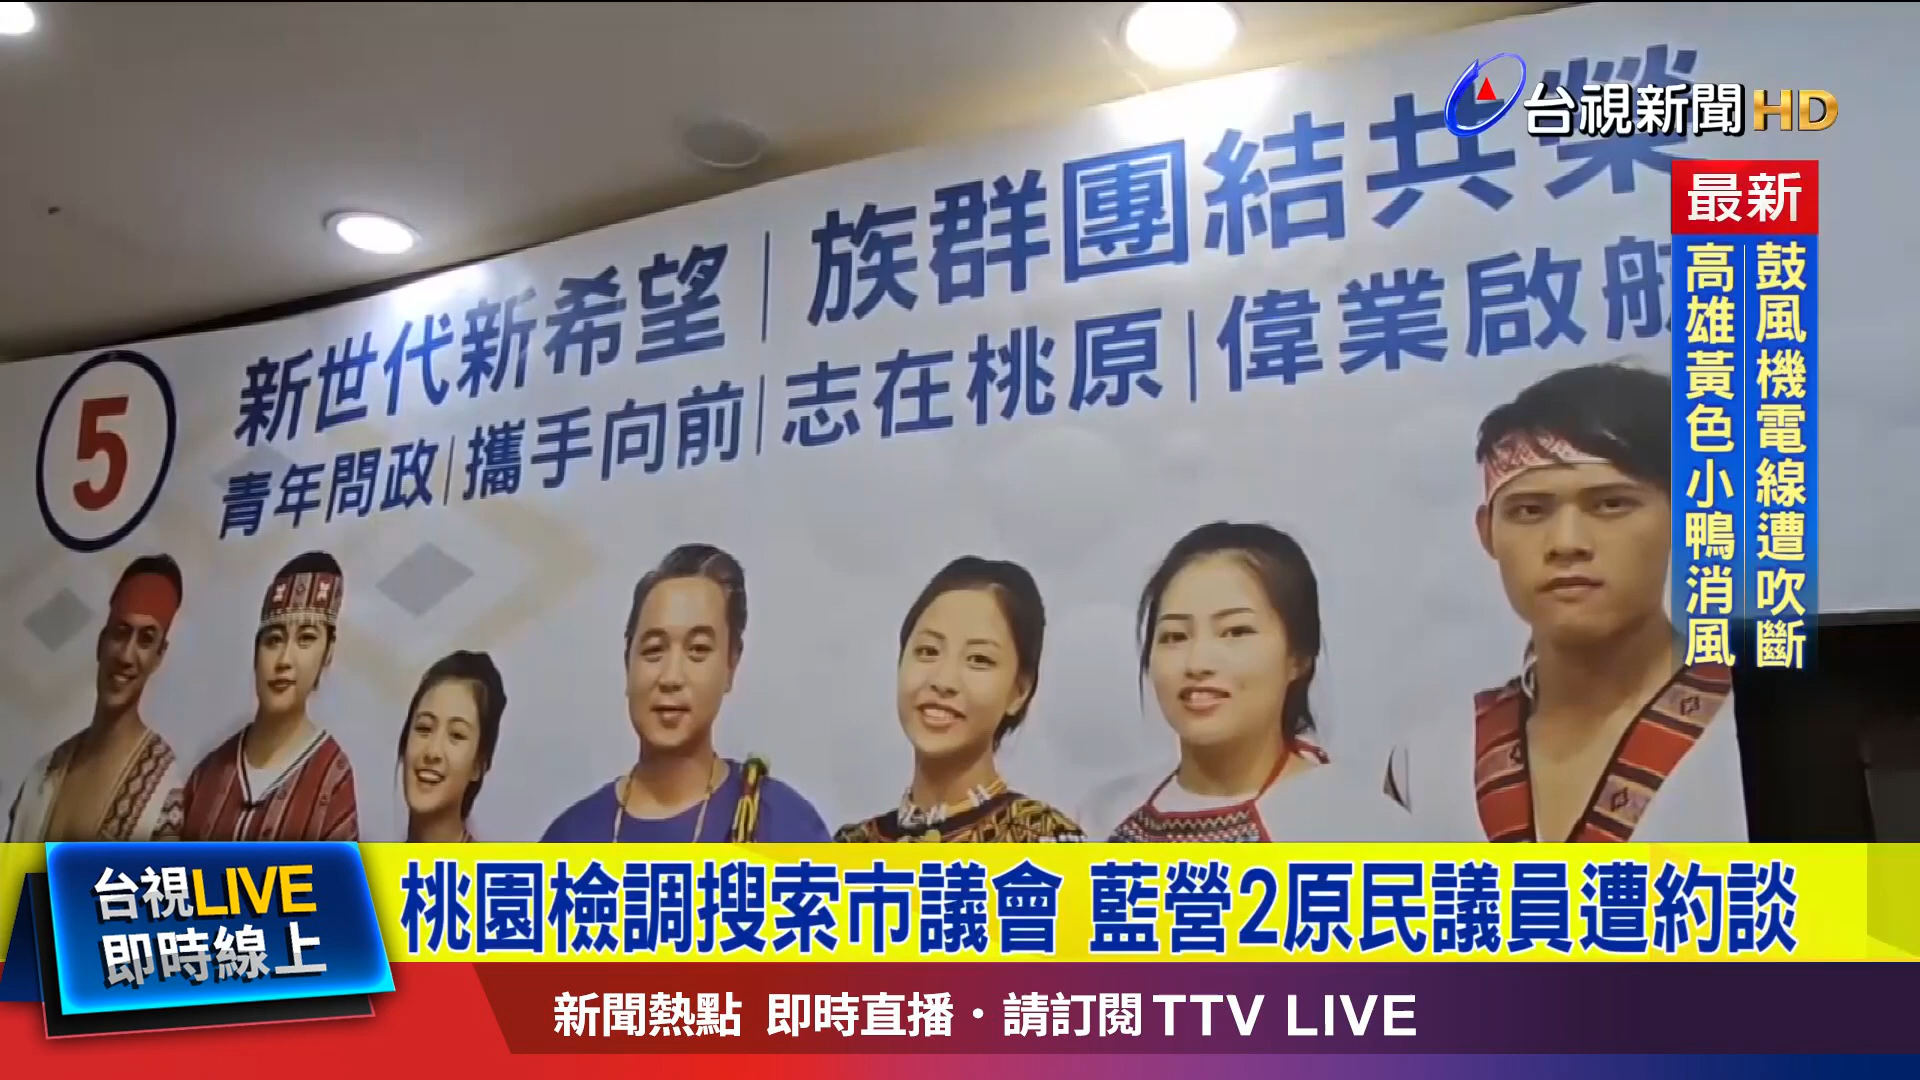 台視新聞HD
最新
鼓風機電線遭吹斷
高雄黃色小鴨消風
5
新世代新希望|族群團結共榮
青年問政|攜手向前|志在桃原|偉業啟航
台視LIVE
即時線上
桃園檢調搜索市議會 藍營2原民議員遭約談
新聞熱點 即時直播・請訂閱TTV LIVE